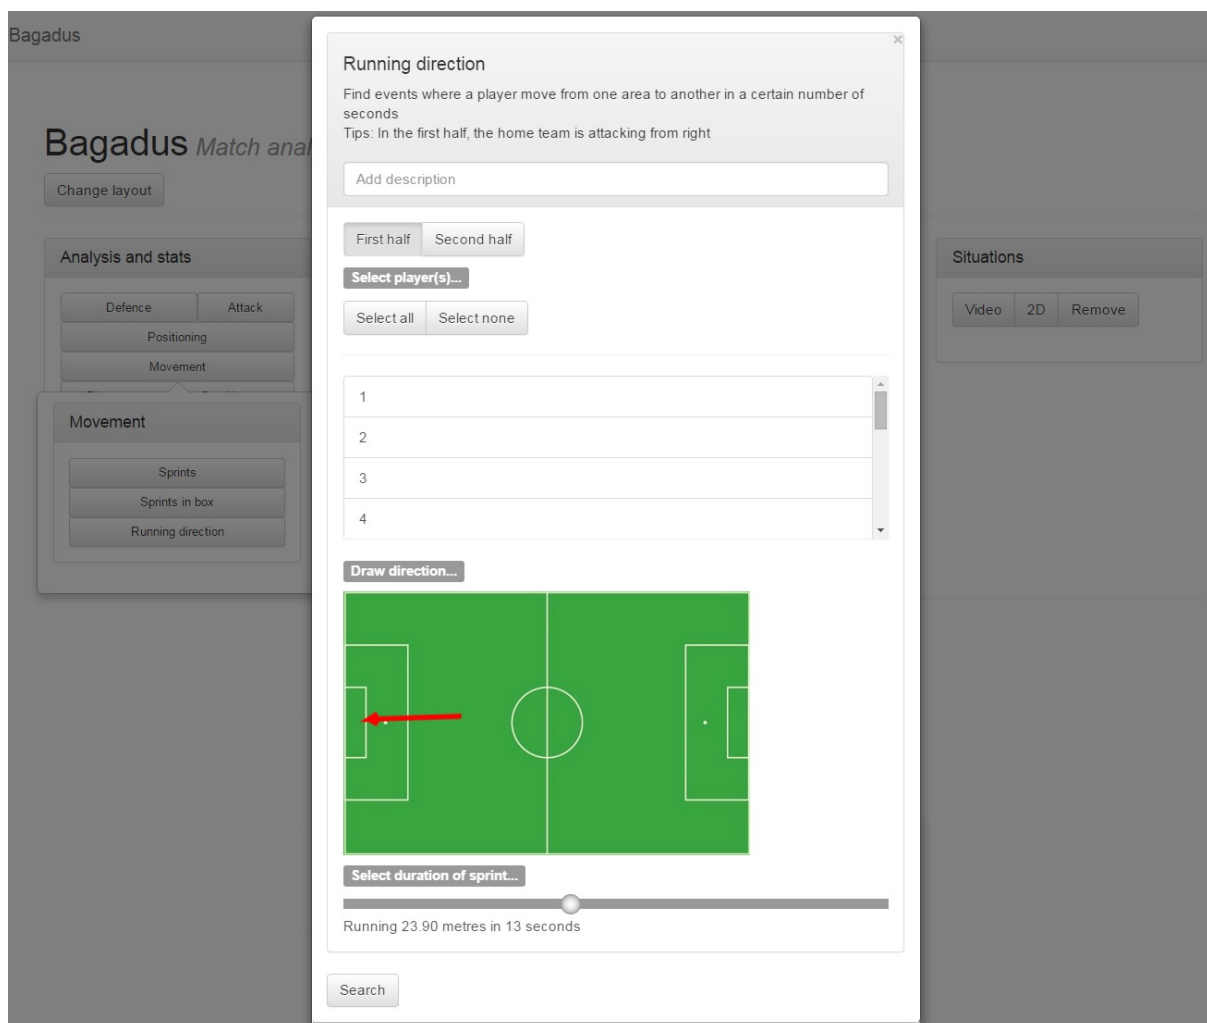 Bagadus
×
Running direction
Find events where a player move from one area to another in a certain number of
seconds
Tips: In the first half, the home team is attacking from right
Add description
Bagadus Match anal
Change layout
Analysis and stats
Defence Attack
Positioning
Movement
Movement
Sprints
Sprints in box
Running direction
First half Second half
Select player(s)...
Select all Select none
1
2
3
4
Draw direction...
Select duration of sprint...
Running 23.90 metres in 13 seconds
Search
Situations
Video 2D Remove